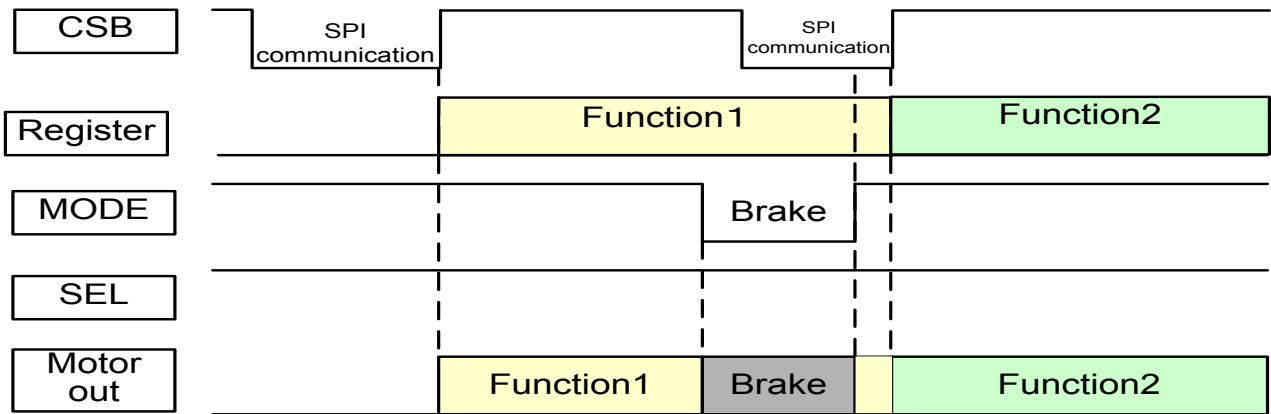 CSB
SPI
communication
SPI
communication
Register
Function1
Function2
MODE
Brake
SEL
Motor
out
Function1
Brake
Function2